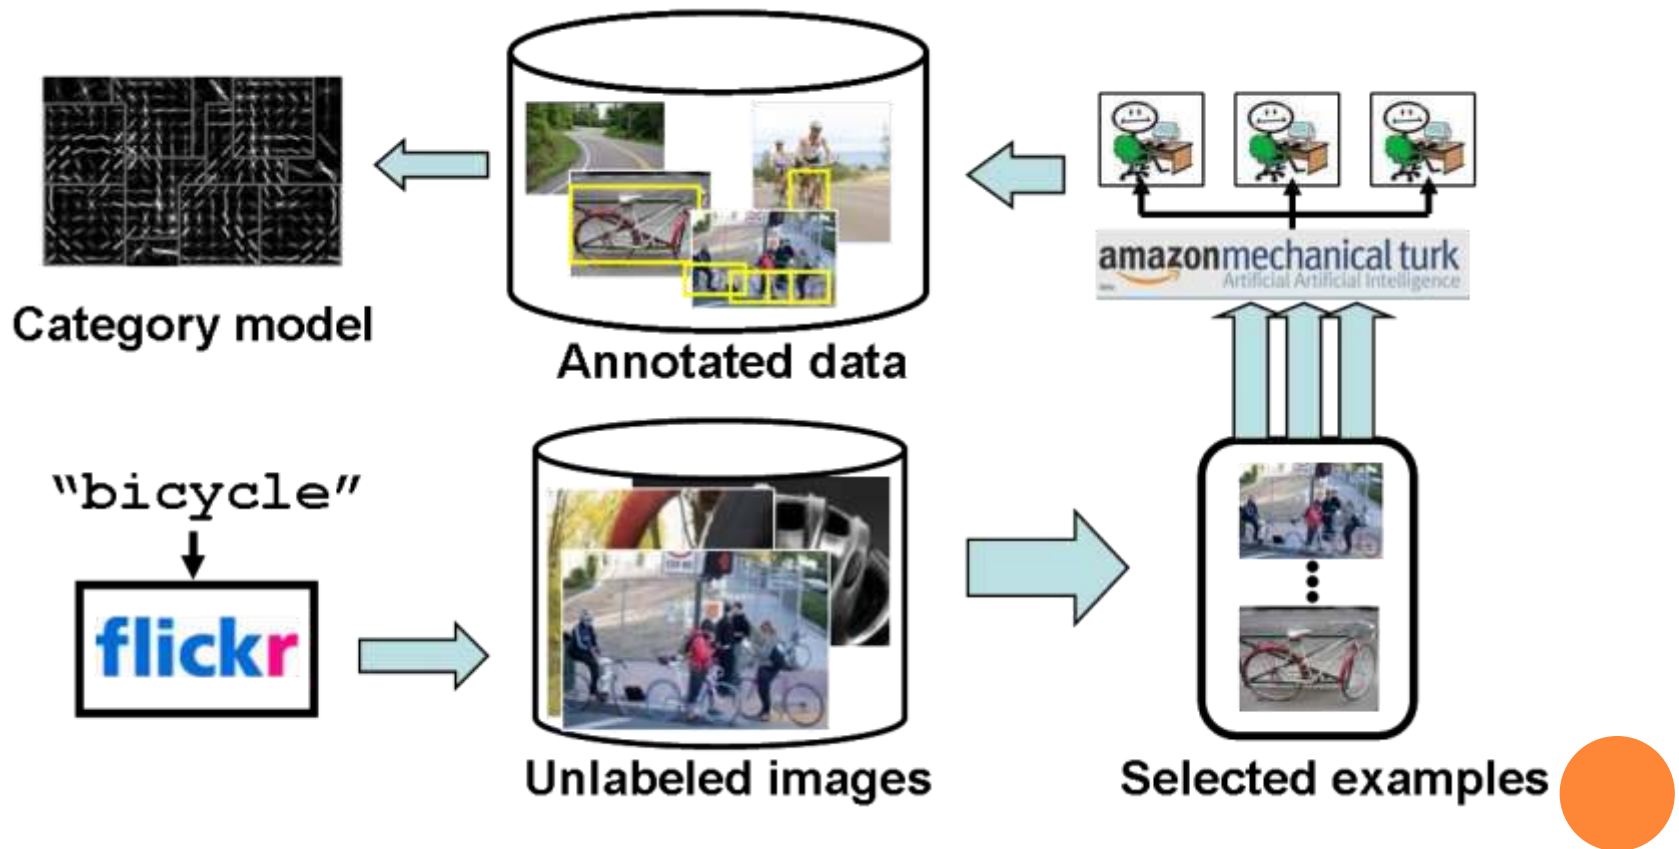 Category model
Annotated data
amazonmechanical turk
Artificial Artificial Intelligence
“bicycle”
flickr
Unlabeled images
Selected examples